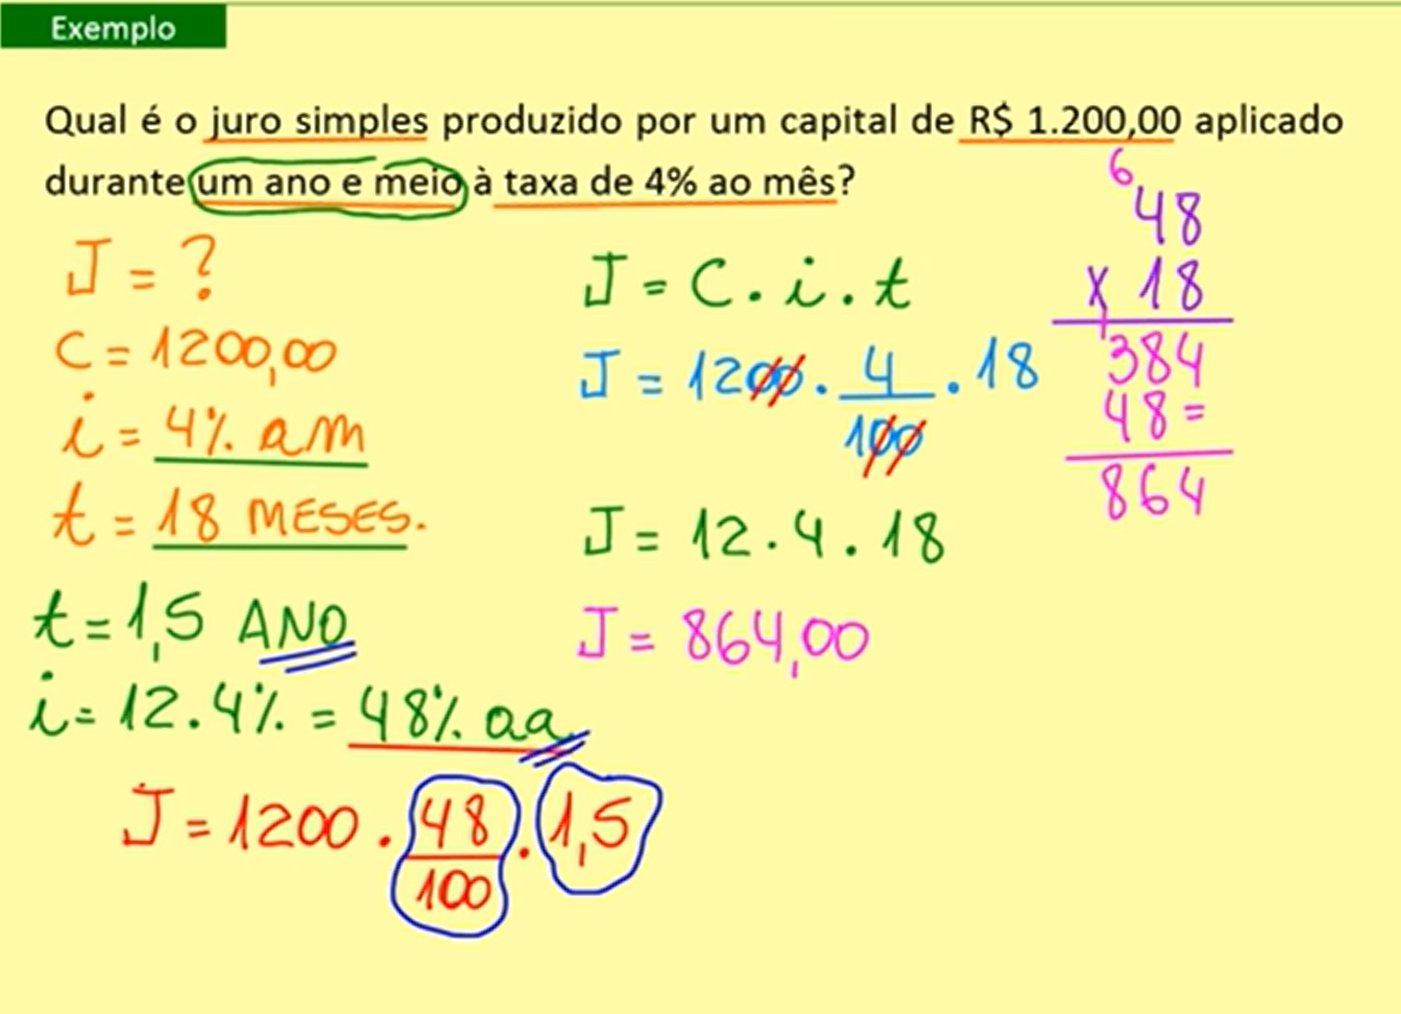 Exemplo
Qual é o juro simples produzido por um capital de R$ 1.200,00 aplicado
durante um ano e meio à taxa de 4% ao mês?
J = ?
C = 1200,00
i = 4% am
t = 18 MESES.
t = 1,5 ANO
i = 12.4% = 48% aa
J = 1200 . 48/100 . 1,5
J = C . i . t
J = 1200 . 4/100 . 18
J = 12 . 4 . 18
J = 864,00
6
48
x 18
1
384
48=
864